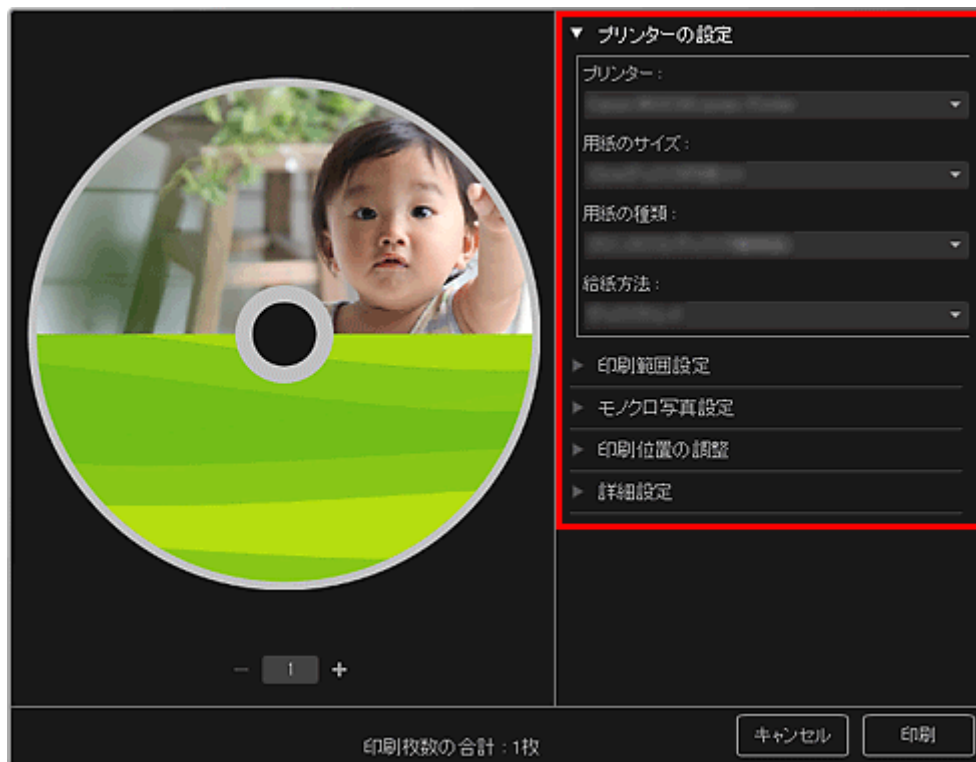 プリンターの設定
プリンター：
用紙のサイズ：
用紙の種類：
給紙方法：
印刷範囲設定
モノクロ写真設定
印刷位置の調整
詳細設定
1
印刷枚数の合計：1枚
キャンセル
印刷